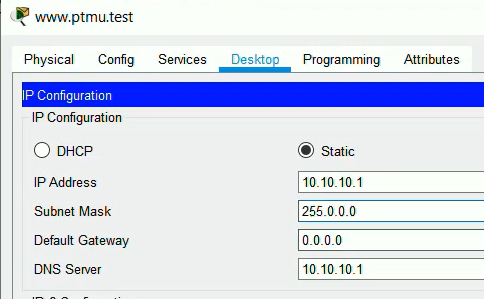 www.ptmu.test
Physical Config Services Desktop Programming Attributes
IP Configuration
IP Configuration
DHCP Static
IP Address 10.10.10.1
Subnet Mask 255.0.0.0
Default Gateway 0.0.0.0
DNS Server 10.10.10.1